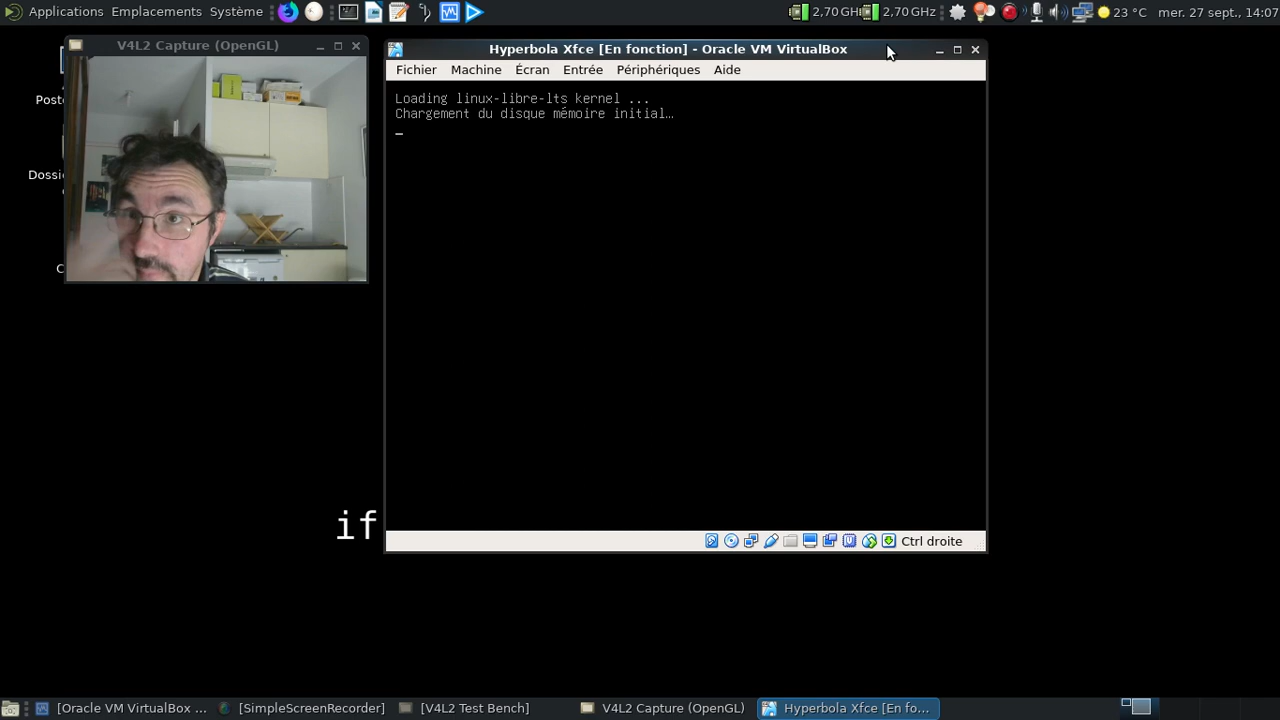 Applications Emplacements Système
2,70 GHz
2,70 GHz
23 °C
mer. 27 sept., 14:07
V4L2 Capture (OpenGL)
Hyperbola Xfce [En fonction] - Oracle VM VirtualBox
Fichier Machine Écran Entrée Périphériques Aide
Loading linux-libre-lts kernel ...
Chargement du disque mémoire initial…
Poste
Dossie
C
if
Ctrl droite
[Oracle VM VirtualBox ...
[SimpleScreenRecorder]
[V4L2 Test Bench]
V4L2 Capture (OpenGL)
Hyperbola Xfce [En fo...